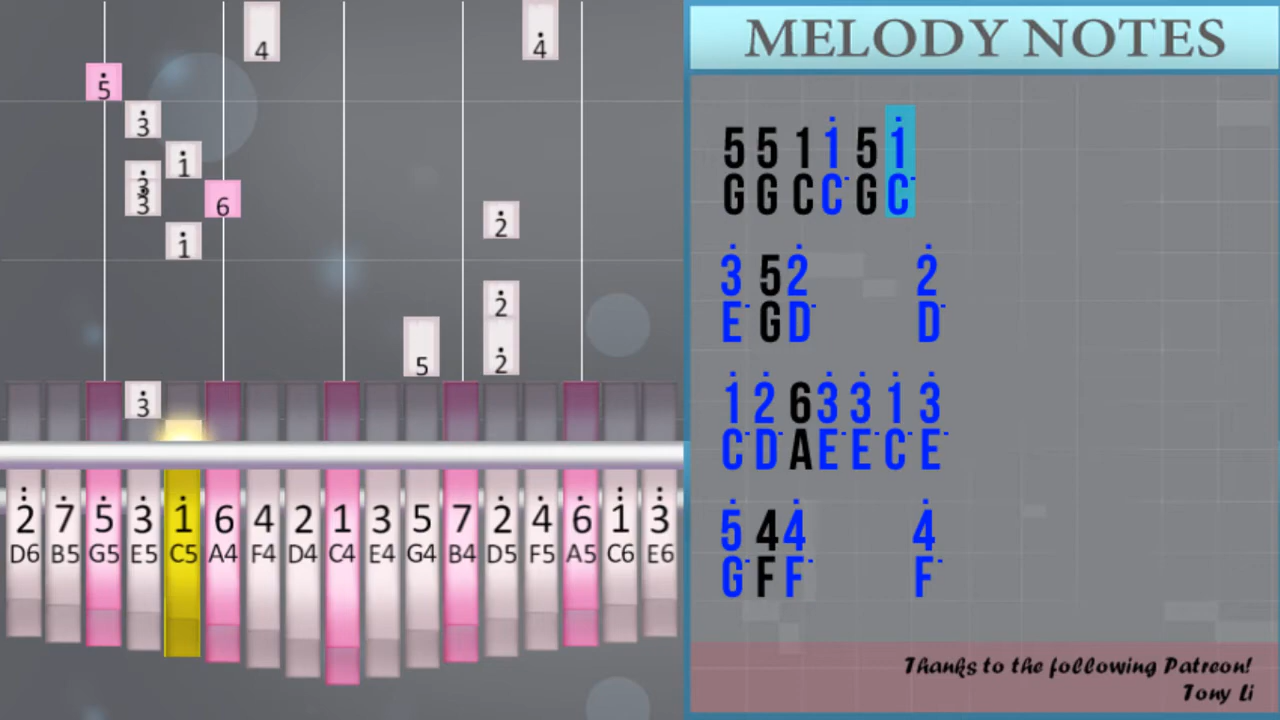 4 4̇
5̇
3̇
1̇
3̇
3̇ 6
1̇ 2̇
2̇
5 2̇
3̇
2̈ 7̇ 5̇ 3̇ 1̇ 6 4 2 1 3 5 7 2̇ 4̇ 6̇ 1̈ 3̈
D6 B5 G5 E5 C5 A4 F4 D4 C4 E4 G4 B4 D5 F5 A5 C6 E6
MELODY NOTES
5 5 1 1̇ 5 1̇
G G C C˙ G C˙
3̇ 5 2̇ 2̇
E˙ G D˙ D˙
1̇ 2̇ 6 3̇ 3̇ 1̇ 3̇
C˙ D˙ A E˙ E˙ C˙ E˙
5̇ 4 4̇ 4̇
G˙ F F˙ F˙
Thanks to the following Patreon!
Tony Li